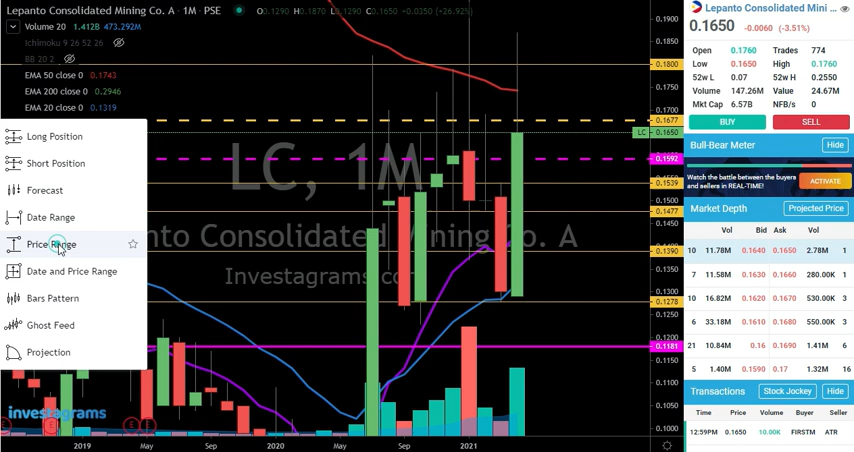 Lepanto Consolidated Mining Co. A · 1M · PSE O0.1290 H0.1870 L0.1290 C0.1650 +0.0350 (+26.92%)
Volume 20 1.412B 473.292M
Ichimoku 9 26 52 26
BB 20 2
EMA 50 close 0 0.1743
EMA 200 close 0 0.2946
EMA 20 close 0 0.1319
Long Position
Short Position
Forecast
Date Range
Price Range
Date and Price Range
Bars Pattern
Ghost Feed
Projection
LC, 1M
Lepanto Consolidated Mining Co. A
Investagrams.com
investagrams
E
E
E
2019
May
Sep
2020
May
Sep
2021
0.1900
0.1850
0.1800
0.1750
0.1700
0.1677
LC 0.1650
0.1592
0.1539
0.1477
0.1390
0.1278
0.1200
0.1181
0.1100
0.1050
0.1000
Lepanto Consolidated Mini ...
0.1650 -0.0060 (-3.51%)
Open 0.1760 Trades 774
Low 0.1650 High 0.1760
52w L 0.07 52w H 0.2550
Volume 147.26M Value 24.67M
Mkt Cap 6.57B NFB/s 0
BUY SELL
Bull-Bear Meter Hide
Watch the battle between the buyers
and sellers in REAL-TIME!
ACTIVATE
Market Depth Projected Price
Vol Bid Ask Vol
10 11.78M 0.1640 0.1650 2.78M 1
7 11.58M 0.1630 0.1660 280.00K 1
10 16.82M 0.1620 0.1670 530.00K 3
6 33.18M 0.1610 0.1680 550.00K 3
21 10.84M 0.16 0.1690 1.41M 6
5 1.40M 0.1590 0.17 1.32M 16
Transactions Stock Jockey Hide
Time Price Volume Buyer Seller
12:59PM 0.1650 10.00K FIRSTM ATR